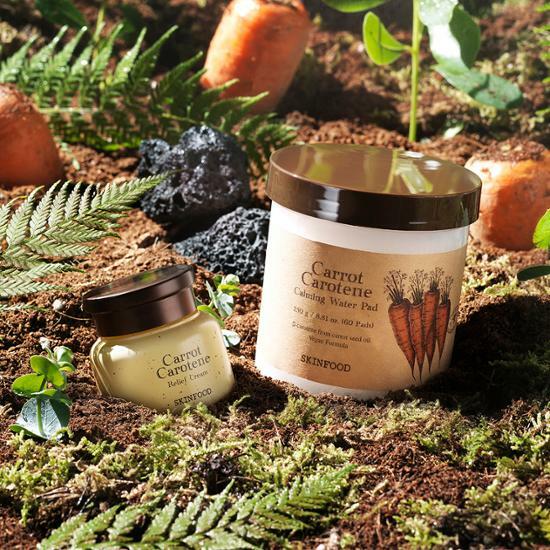 Carrot
Carotene
Calming Water Pad
250 g / 8.81 oz. (60 Pads)
β-carotene from carrot seed oil
Vegan Formula
SKINFOOD
Carrot
Carotene
Relief Cream
SKINFOOD